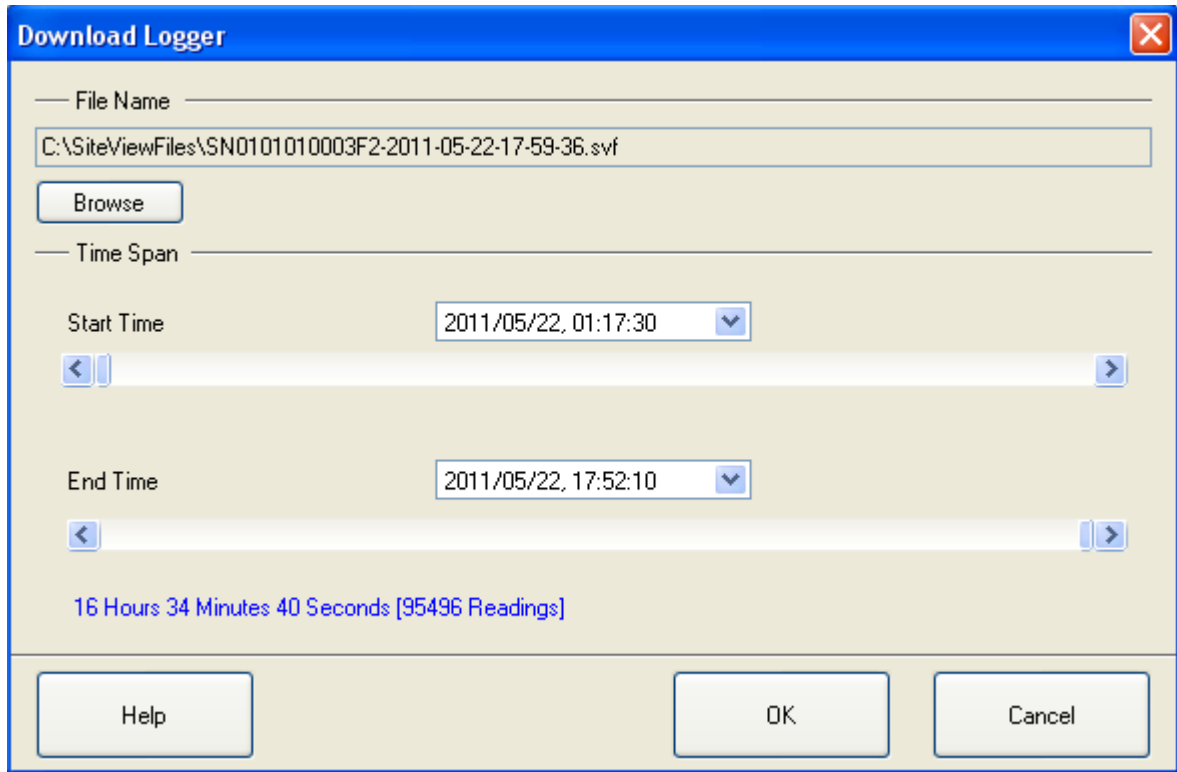 Download Logger
File Name
C:\SiteViewFiles\SN0101010003F2-2011-05-22-17-59-36.svf
Browse
Time Span
Start Time
2011/05/22, 01:17:30
End Time
2011/05/22, 17:52:10
16 Hours 34 Minutes 40 Seconds [95496 Readings]
Help
OK
Cancel